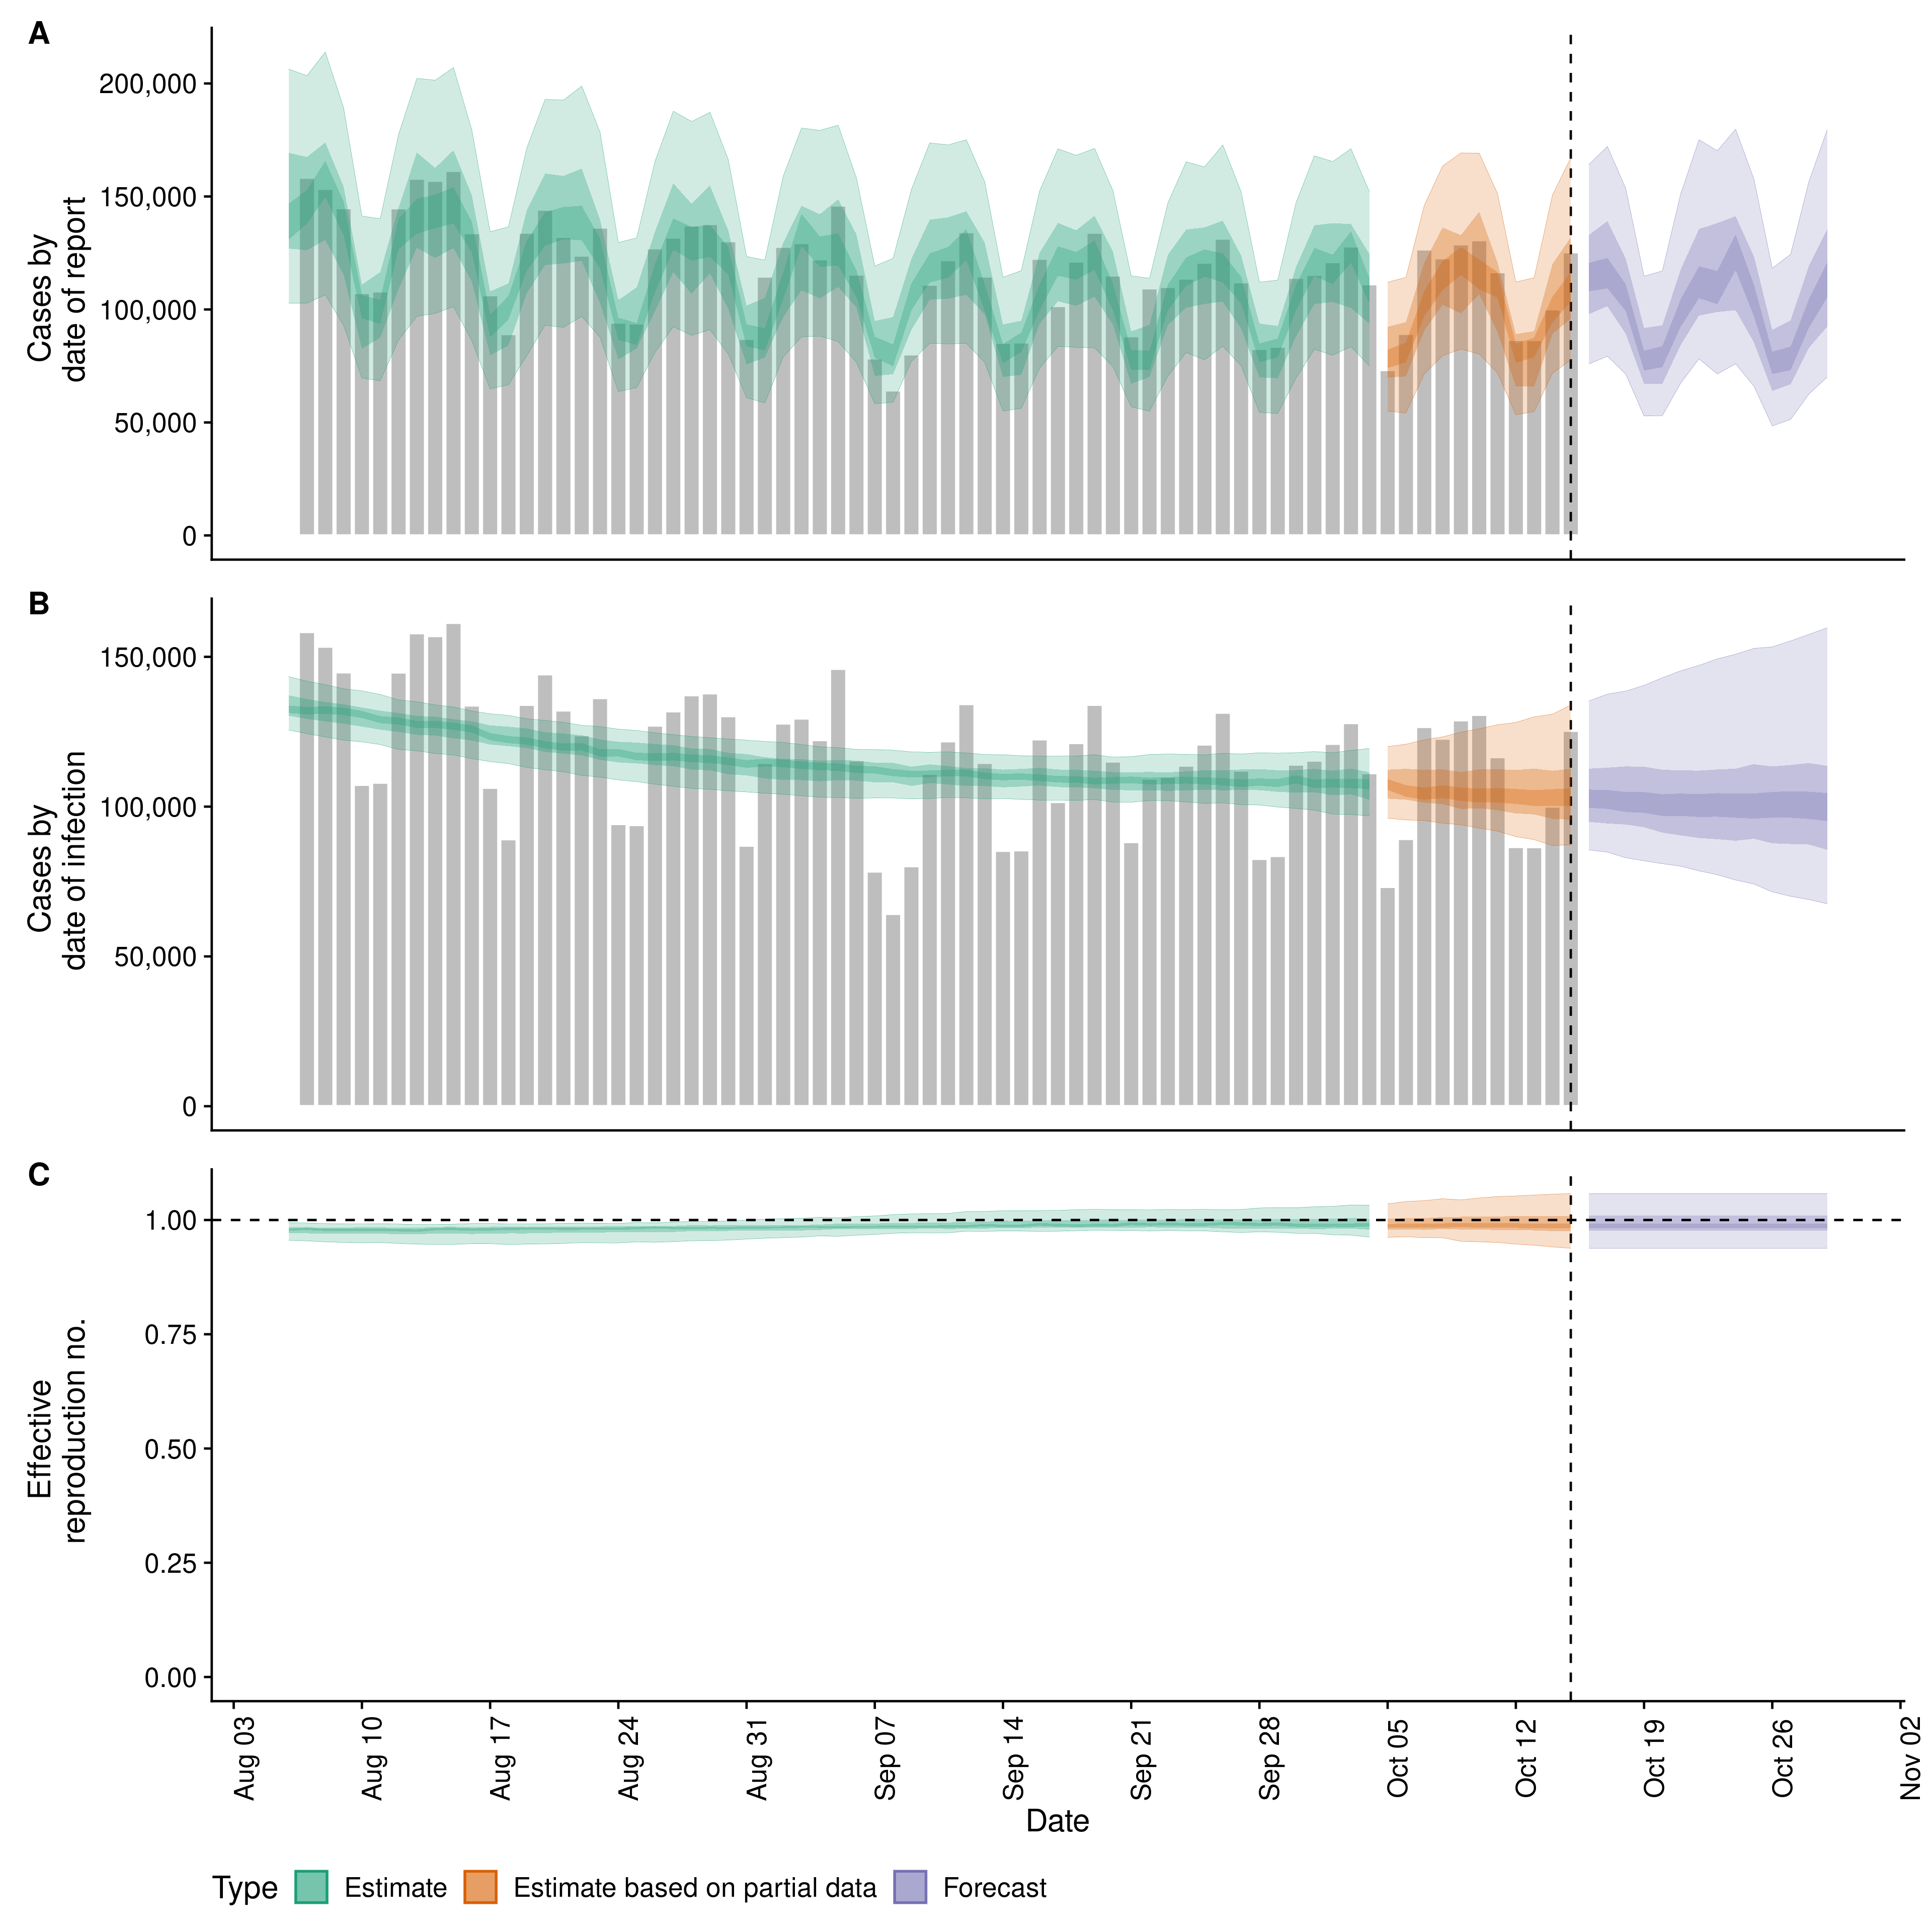 A
Cases by
date of report
200,000
150,000
100,000
50,000
0
B
Cases by
date of infection
150,000
100,000
50,000
0
C
Effective
reproduction no.
1.00
0.75
0.50
0.25
0.00
Aug 03
Aug 10
Aug 17
Aug 24
Aug 31
Sep 07
Sep 14
Sep 21
Sep 28
Oct 05
Oct 12
Oct 19
Oct 26
Nov 02
Date
Type Estimate Estimate based on partial data Forecast